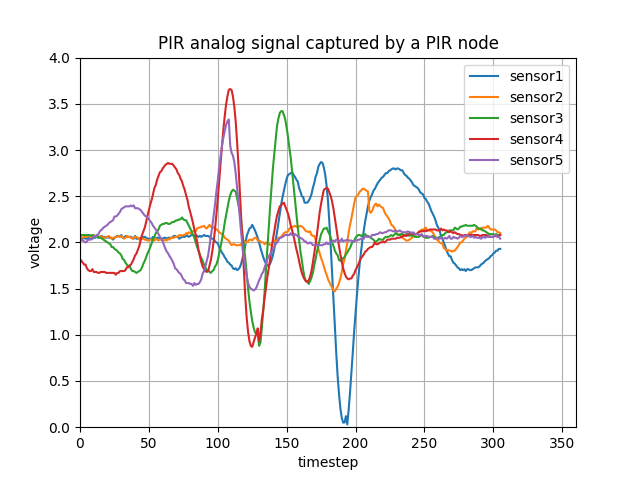 PIR analog signal captured by a PIR node
4.0
3.5
3.0
2.5
2.0
1.5
1.0
0.5
0.0
voltage
sensor1
sensor2
sensor3
sensor4
sensor5
0 50 100 150 200 250 300 350
timestep